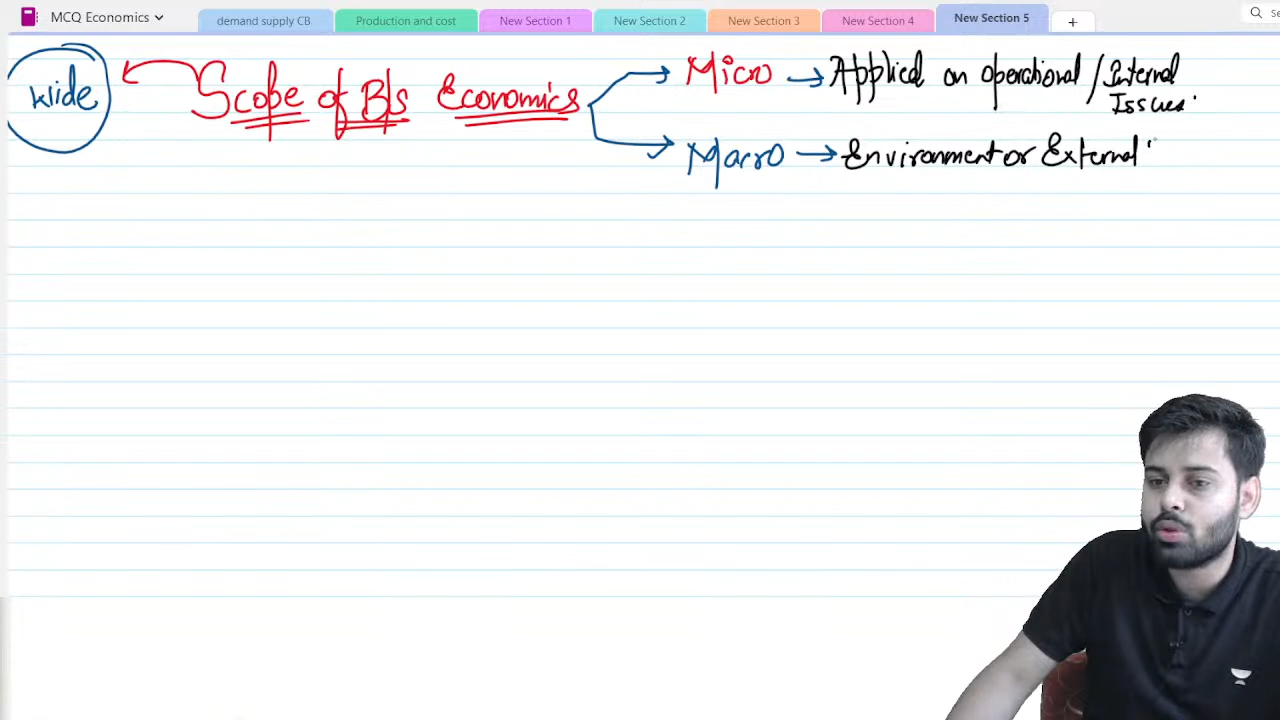 MCQ Economics
demand supply CB
Production and cost
New Section 1
New Section 2
New Section 3
New Section 4
New Section 5
+
Se
wide
Scope of B/s Economics
Micro → Applied on operational / Internal
Issues.
Macro → Environment or External